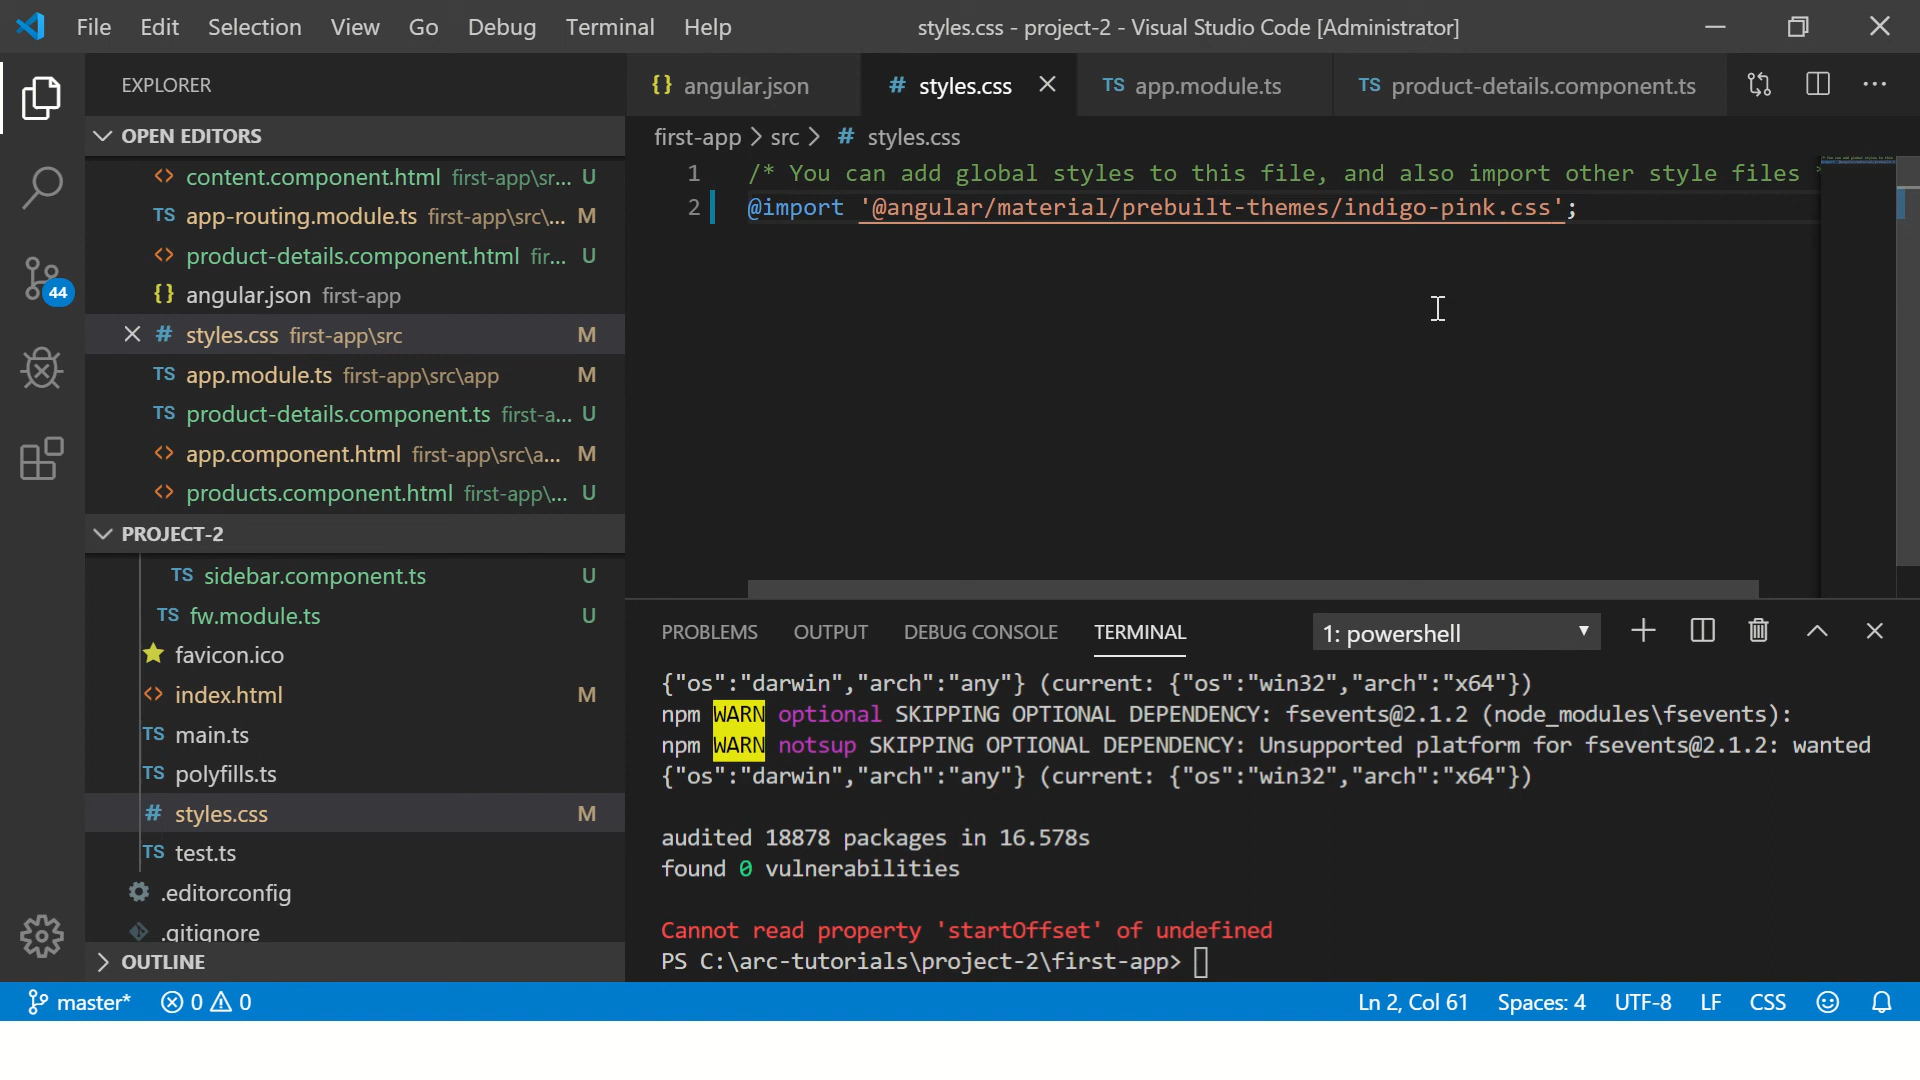 File Edit Selection View Go Debug Terminal Help styles.css - project-2 - Visual Studio Code [Administrator]
EXPLORER
OPEN EDITORS
<> content.component.html first-app\sr... U
TS app-routing.module.ts first-app\src\... M
<> product-details.component.html fir... U
{} angular.json first-app
# styles.css first-app\src M
TS app.module.ts first-app\src\app M
TS product-details.component.ts first-a... U
<> app.component.html first-app\src\a... M
<> products.component.html first-app\... U
PROJECT-2
TS sidebar.component.ts U
TS fw.module.ts U
favicon.ico
<> index.html M
TS main.ts
TS polyfills.ts
# styles.css M
TS test.ts
.editorconfig
.gitignore
OUTLINE
44
{} angular.json # styles.css TS app.module.ts TS product-details.component.ts ...
first-app > src > # styles.css
1 /* You can add global styles to this file, and also import other style files
2 @import '@angular/material/prebuilt-themes/indigo-pink.css';
PROBLEMS OUTPUT DEBUG CONSOLE TERMINAL 1: powershell
{"os":"darwin","arch":"any"} (current: {"os":"win32","arch":"x64"})
npm WARN optional SKIPPING OPTIONAL DEPENDENCY: fsevents@2.1.2 (node_modules\fsevents):
npm WARN notsup SKIPPING OPTIONAL DEPENDENCY: Unsupported platform for fsevents@2.1.2: wanted
{"os":"darwin","arch":"any"} (current: {"os":"win32","arch":"x64"})
audited 18878 packages in 16.578s
found 0 vulnerabilities
Cannot read property 'startOffset' of undefined
PS C:\arc-tutorials\project-2\first-app>
master* 0 0 Ln 2, Col 61 Spaces: 4 UTF-8 LF CSS